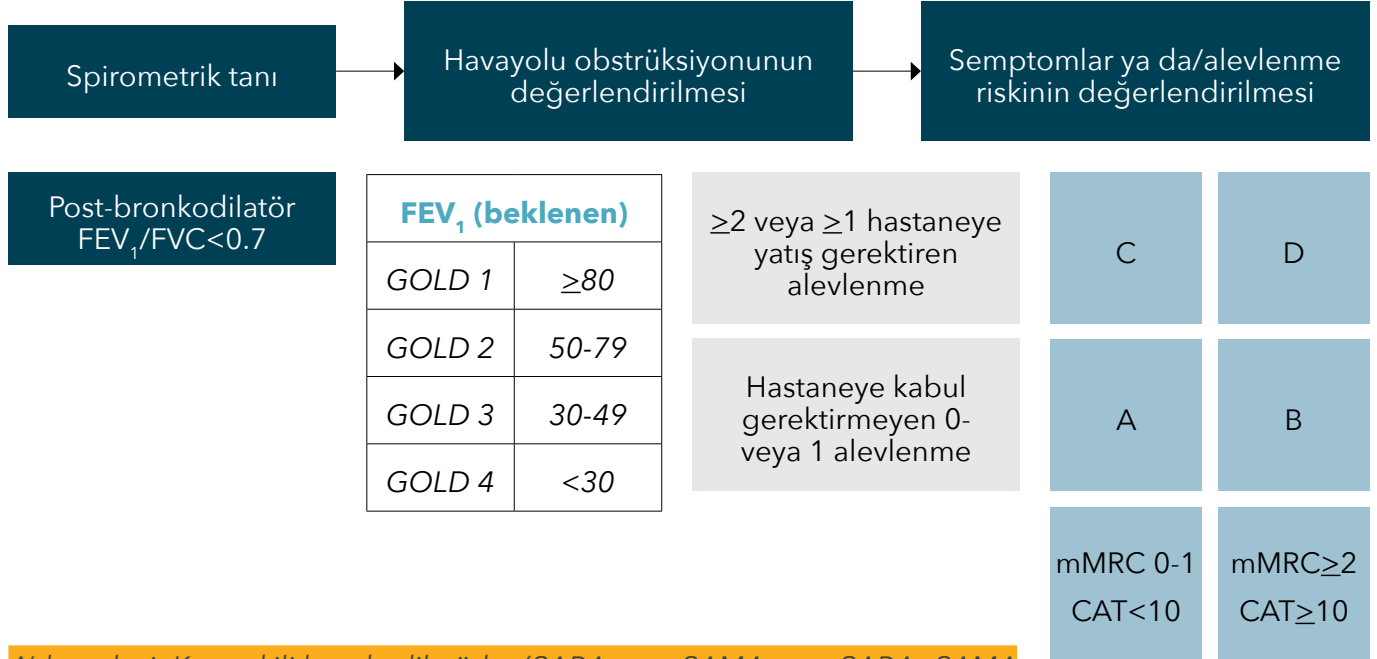 Spirometrik tanı
Havayolu obstrüksiyonunun
değerlendirilmesi
Semptomlar ya da/alevlenme
riskinin değerlendirilmesi
Post-bronkodilatör
FEV₁/FVC<0.7
FEV₁ (beklenen)
GOLD 1 ≥80
GOLD 2 50-79
GOLD 3 30-49
GOLD 4 <30
≥2 veya ≥1 hastaneye
yatış gerektiren
alevlenme
C D
Hastaneye kabul
gerektirmeyen 0-
veya 1 alevlenme
A B
mMRC 0-1
CAT<10
mMRC≥2
CAT≥10